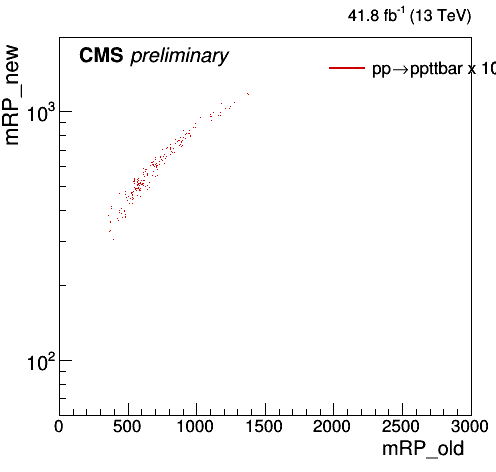 41.8 fb-1 (13 TeV)
CMS preliminary
pp→ppttbar x 10
mRP_new
103
102
0 500 1000 1500 2000 2500 3000
mRP_old